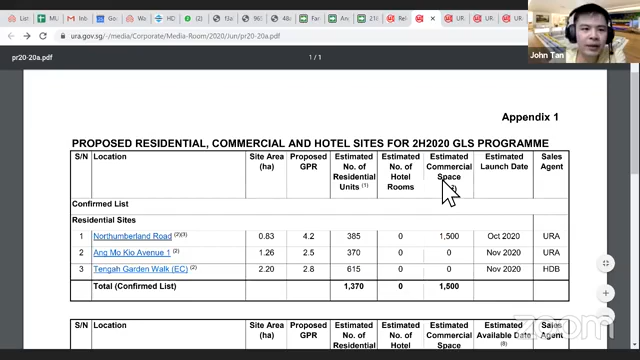 ura.gov.sg/-/media/Corporate/Media-Room/2020/Jun/pr20-20a.pdf
pr20-20a.pdf
1 / 1
John Tan
Appendix 1
PROPOSED RESIDENTIAL, COMMERCIAL AND HOTEL SITES FOR 2H2020 GLS PROGRAMME
S/N Location Site Area (ha) Proposed GPR Estimated No. of Residential Units (1) Estimated No. of Hotel Rooms Estimated Commercial Space Estimated Launch Date Sales Agent
Confirmed List
Residential Sites
1 Northumberland Road (2)(3) 0.83 4.2 385 0 1,500 Oct 2020 URA
2 Ang Mo Kio Avenue 1 (2) 1.26 2.5 370 0 0 Nov 2020 URA
3 Tengah Garden Walk (EC) (2) 2.20 2.8 615 0 0 Nov 2020 HDB
Total (Confirmed List) 1,370 0 1,500
S/N Location Site Area (ha) Proposed GPR Estimated No. of Residential Estimated No. of Hotel Estimated Commercial Estimated Available Date Sales Agent
zoom